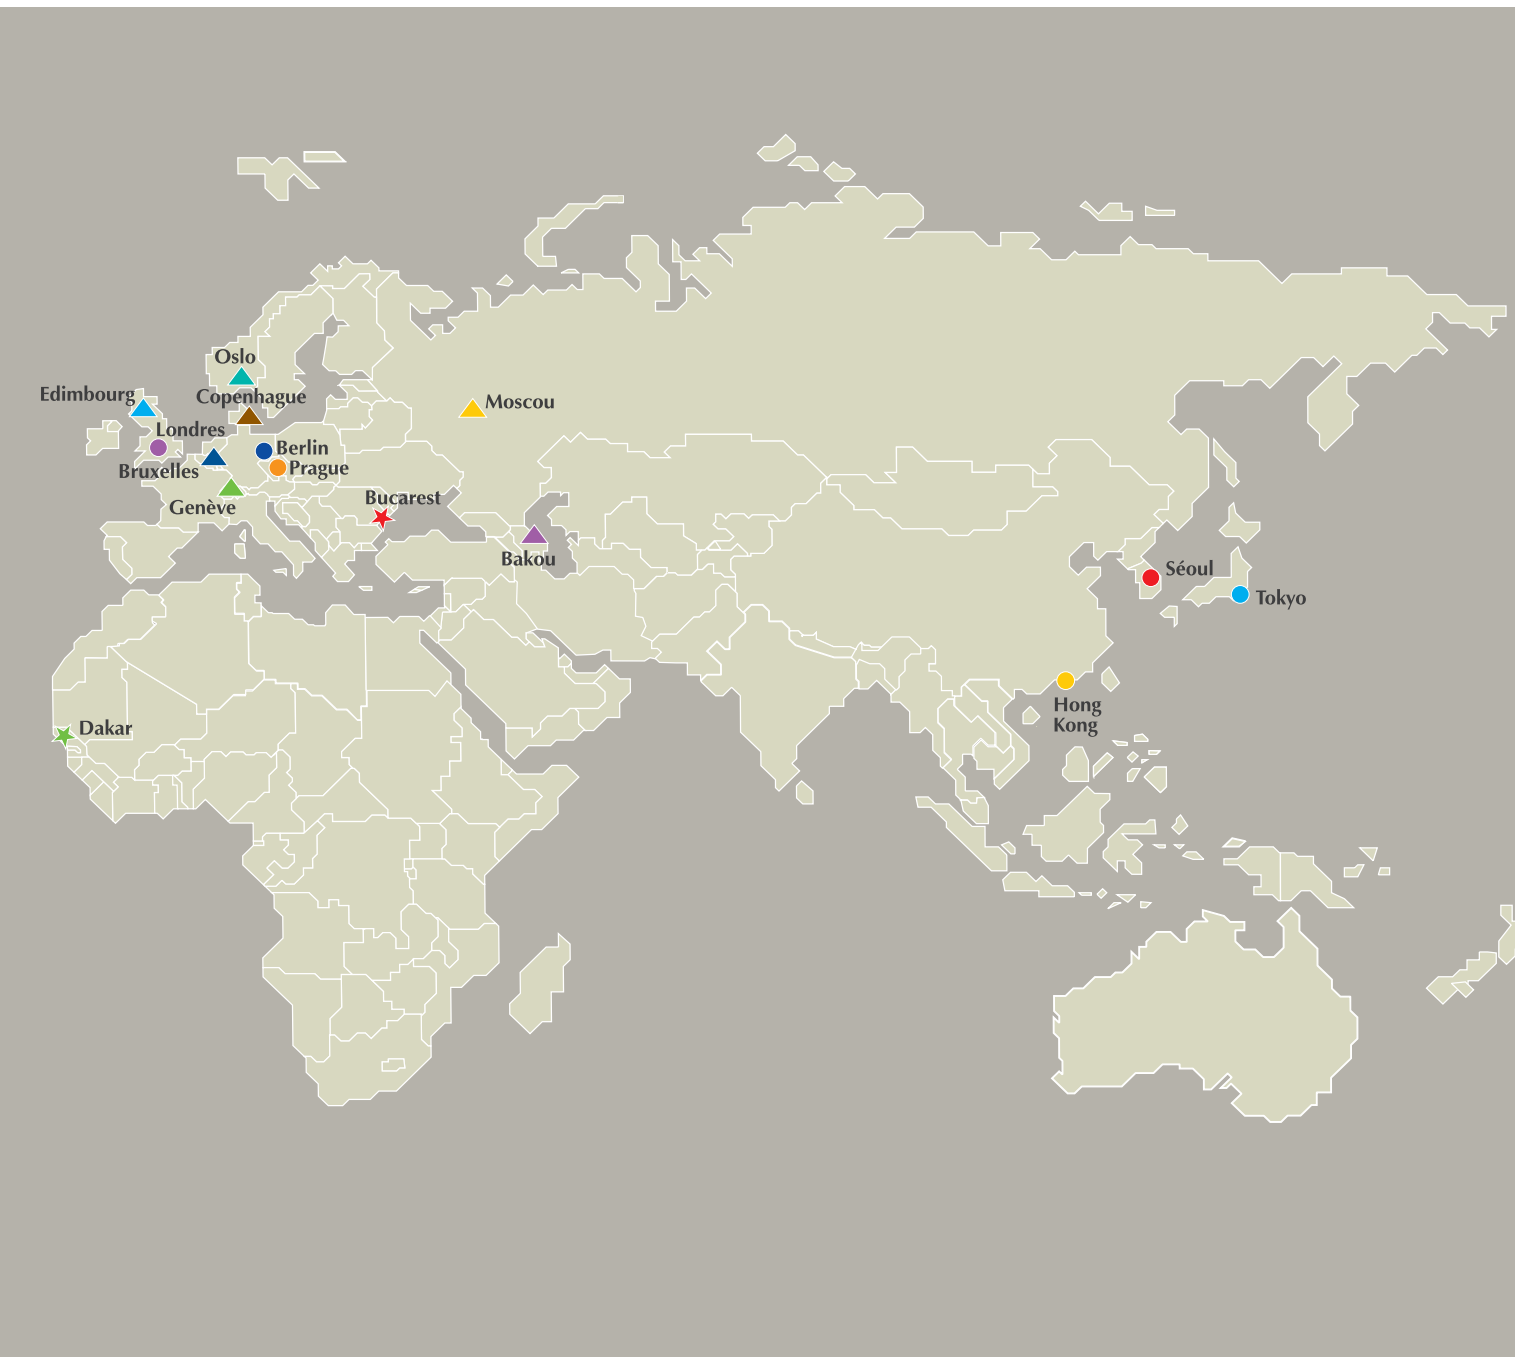 Oslo
Edimbourg
Copenhague
Moscou
Londres
Berlin
Bruxelles
Prague
Genève
Bucarest
Bakou
Séoul
Tokyo
Hong
Kong
Dakar